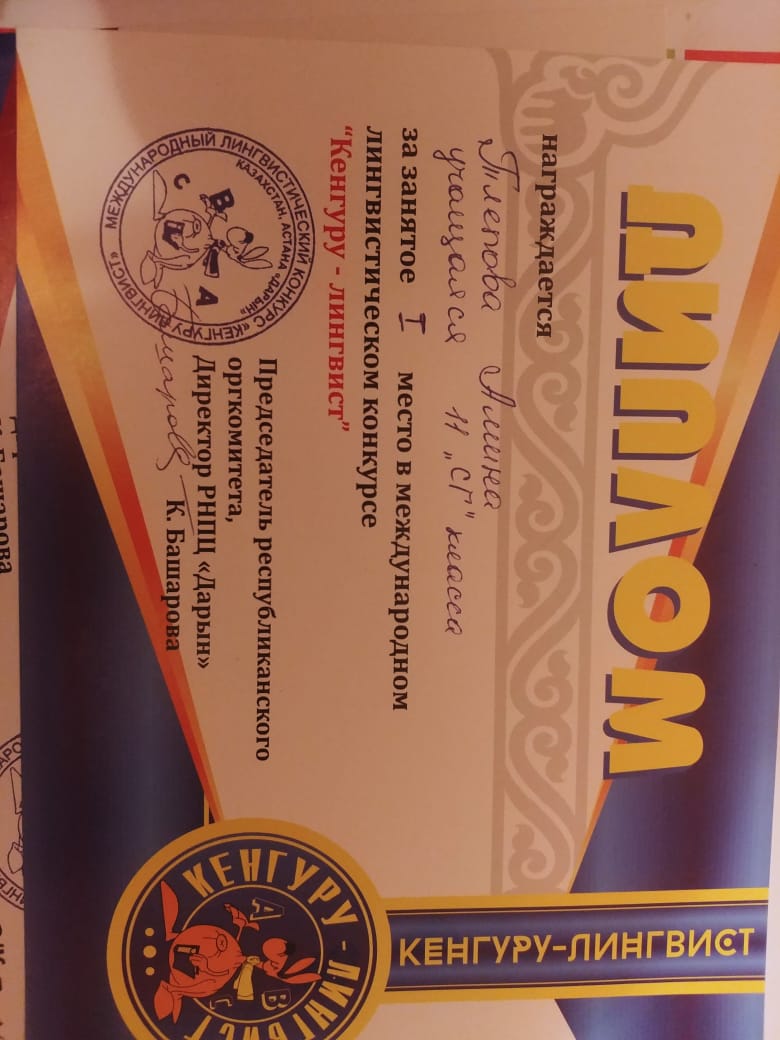 ДИПЛОМ
награждается
Тлепова Амина
учащаяся 11 „СГ" класса
за занятое I место в международном
лингвистическом конкурсе
“Кенгуру - лингвист”
Председатель республиканского
оргкомитета,
Директор РНПЦ «Дарын»
К. Башарова
МЕЖДУНАРОДНЫЙ ЛИНГВИСТИЧЕСКИЙ КОНКУРС «КЕНГУРУ ЛИНГВИСТ»
КАЗАХСТАН, АСТАНА «ДАРЫН»
A B C
КЕНГУРУ - ЛИНГВИСТ
A B C
КЕНГУРУ-ЛИНГВИСТ